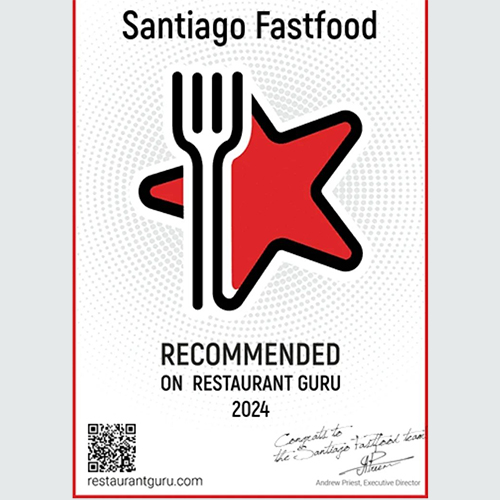 Santiago Fastfood
RECOMMENDED
ON RESTAURANT GURU
2024
Congrats to
the Santiago Fastfood team
restaurantguru.com
Andrew Priest, Executive Director